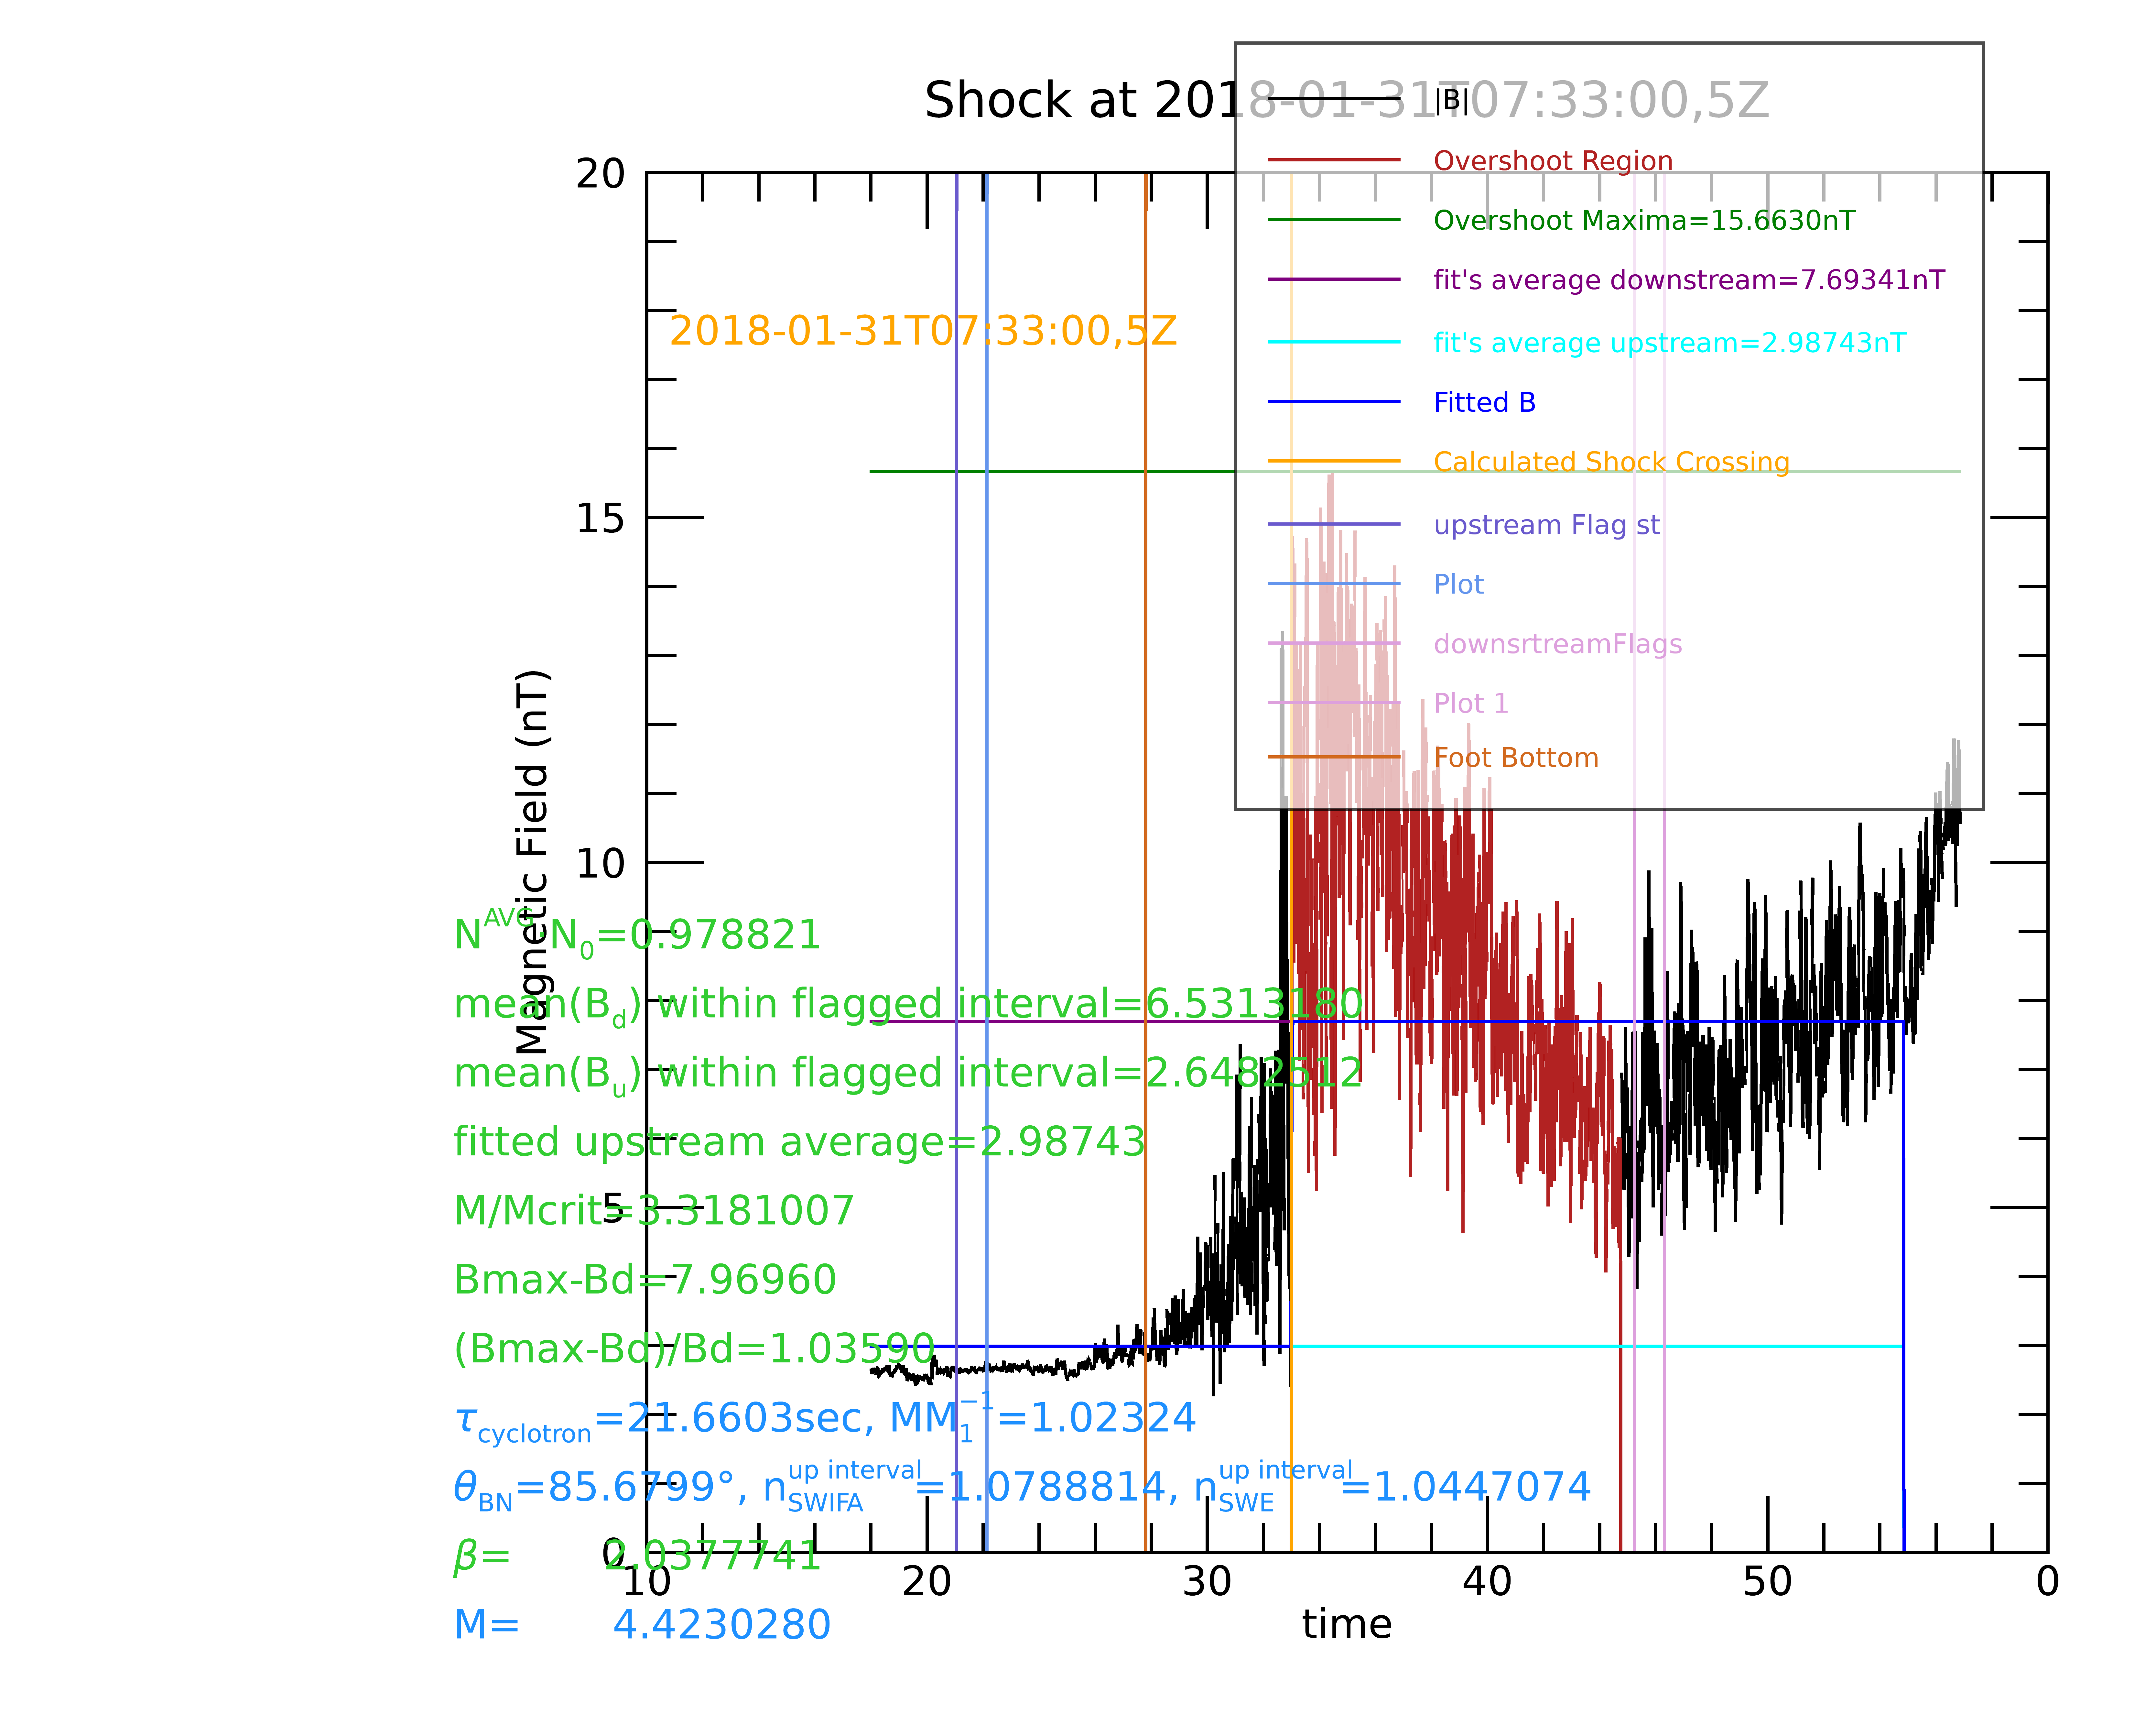 Shock at 2018-01-31T07:33:00,5Z
|B|
Overshoot Region
Overshoot Maxima=15.6630nT
fit's average downstream=7.69341nT
fit's average upstream=2.98743nT
Fitted B
Calculated Shock Crossing
upstream Flag st
Plot
downsrtreamFlags
Plot 1
Foot Bottom
2018-01-31T07:33:00,5Z
20
15
10
5
0
Magnetic Field (nT)
N^AVG·N_0=0.978821
mean(B_d) within flagged interval=6.5313180
mean(B_u) within flagged interval=2.6482512
fitted upstream average=2.98743
M/Mcrit=3.3181007
Bmax-Bd=7.96960
(Bmax-Bd)/Bd=1.03590
τ_cyclotron=21.6603sec, MM_1^−1=1.02324
θ_BN=85.6799°, n_SWIFA^up interval=1.0788814, n_SWE^up interval=1.0447074
β= 2.0377741
M= 4.4230280
10 20 30 40 50 0
time